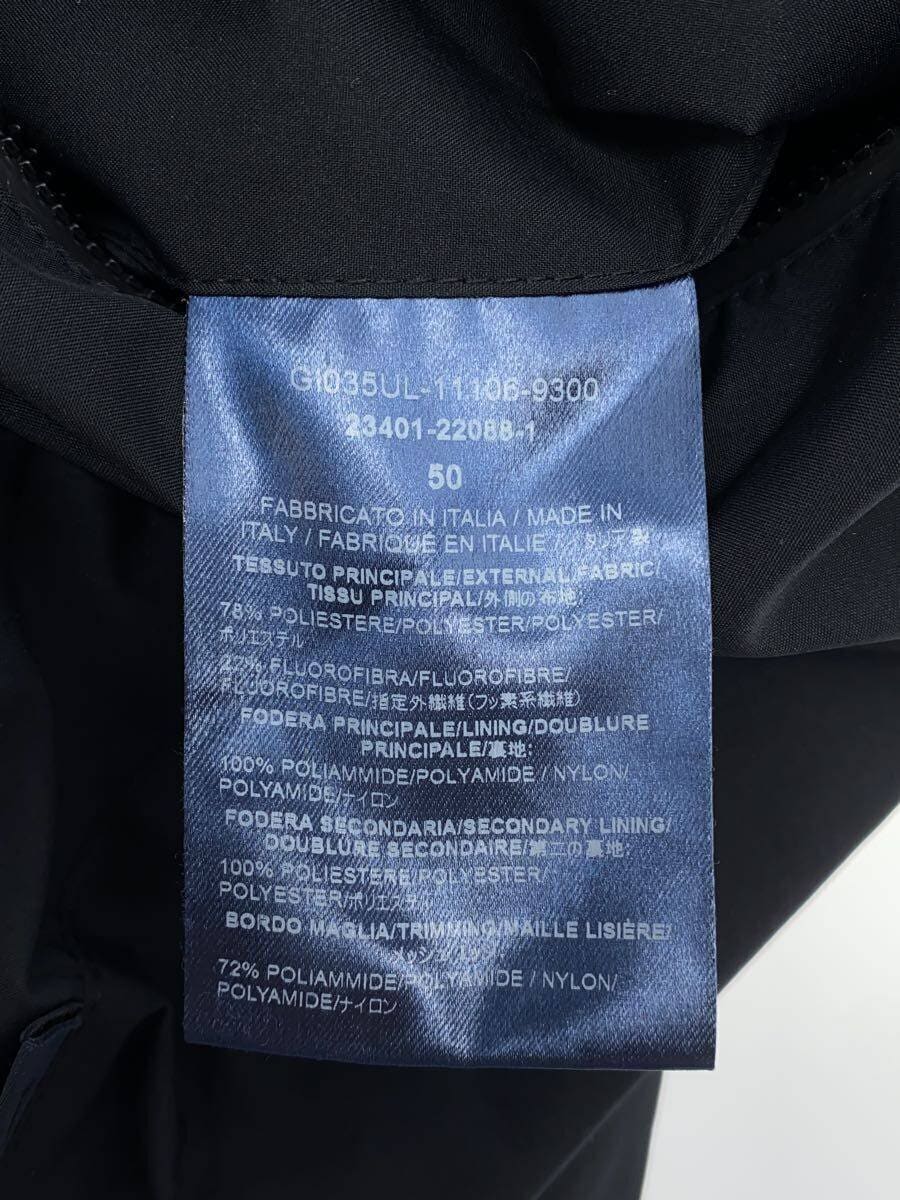 GI035UL-11106-9300
23401-22088-1
50
FABBRICATO IN ITALIA / MADE IN
ITALY / FABRIQUÉ EN ITALIE / イタリア製
TESSUTO PRINCIPALE/EXTERNAL FABRIC/
TISSU PRINCIPAL/外側の布地:
78% POLIESTERE/POLYESTER/POLYESTER/
ポリエステル
22% FLUOROFIBRA/FLUOROFIBRE/
FLUOROFIBRE/指定外繊維(フッ素系繊維)
FODERA PRINCIPALE/LINING/DOUBLURE
PRINCIPALE/裏地:
100% POLIAMMIDE/POLYAMIDE / NYLON/
POLYAMIDE/ナイロン
FODERA SECONDARIA/SECONDARY LINING/
DOUBLURE SECONDAIRE/第二の裏地:
100% POLIESTERE/POLYESTER/
POLYESTER/ポリエステル
BORDO MAGLIA/TRIMMING/MAILLE LISIÈRE/
72% POLIAMMIDE/POLYAMIDE / NYLON/
POLYAMIDE/ナイロン